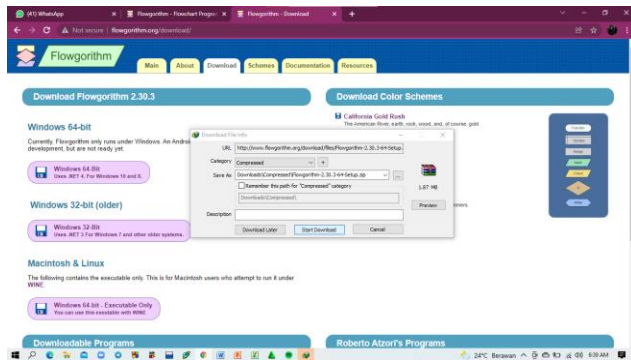 (41) WhatsApp
Flowgorithm - Flowchart Progra
Flowgorithm - Download
Not secure | flowgorithm.org/download/
Flowgorithm
Main
About
Download
Schemes
Documentation
Resources
Download Flowgorithm 2.30.3
Download Color Schemes
Windows 64-bit
Currently, Flowgorithm only runs under Windows. An Androi
development, but are not ready yet.
Windows 64-Bit
Uses .NET 4. For Windows 10 and 8.
Windows 32-bit (older)
Windows 32-Bit
Uses .NET 3 For Windows 7 and other older systems.
Macintosh & Linux
The following contains the executable only. This is for Macintosh users who attempt to run it under
WINE.
Windows 64-bit - Executable Only
You can use this executable with WINE
Downloadable Programs
California Gold Rush
The American River, earth, rock, wood, and, of course, gold.
Roberto Atzori's Programs
Download File Info
URL
http://www.flowgorithm.org/download/files/Flowgorithm-2.30.3-64-Setup.
Category
Compressed
+
Save As
Downloads\Compressed\Flowgorithm-2.30.3-64-Setup.zip
...
Remember this path for "Compressed" category
Downloads\Compressed\
Description
1.87 MB
Preview
Download Later
Start Download
Cancel
24°C Berawan
6:30 AM